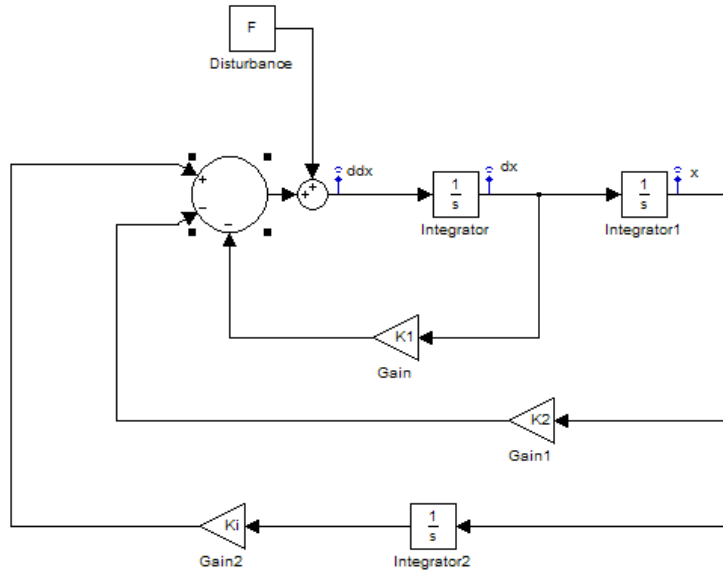 F
Disturbance
ddx
dx
x
+
+
+
−
−
1
s
Integrator
1
s
Integrator1
K1
Gain
K2
Gain1
Ki
Gain2
1
s
Integrator2